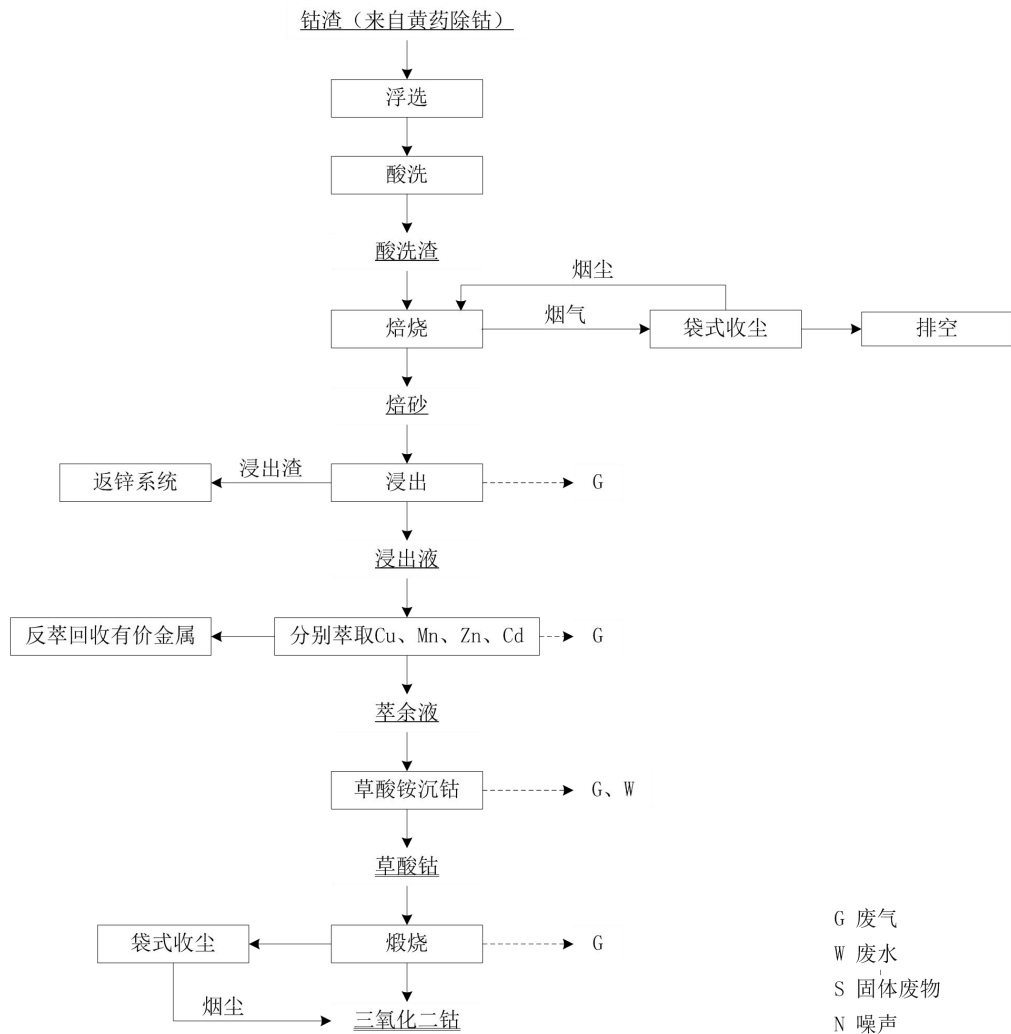 钴渣（来自黄药除钴）
浮选
酸洗
酸洗渣
烟尘
焙烧
烟气
袋式收尘
排空
焙砂
返锌系统
浸出渣
浸出
G
浸出液
反萃回收有价金属
分别萃取Cu、Mn、Zn、Cd
G
萃余液
草酸铵沉钴
G、W
草酸钴
袋式收尘
煅烧
G
烟尘
三氧化二钴
G 废气
W 废水
S 固体废物
N 噪声